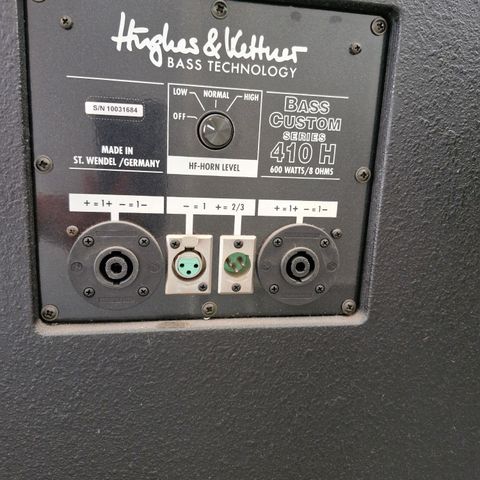 Hughes & Kettner
BASS TECHNOLOGY
S/N 10031684
LOW NORMAL HIGH
OFF
HF-HORN LEVEL
BASS
CUSTOM
SERIES
410 H
600 WATTS/8 OHMS
MADE IN
ST. WENDEL /GERMANY
+ = 1+ - = 1-
- = 1 + = 2/3
+ = 1+ - = 1-